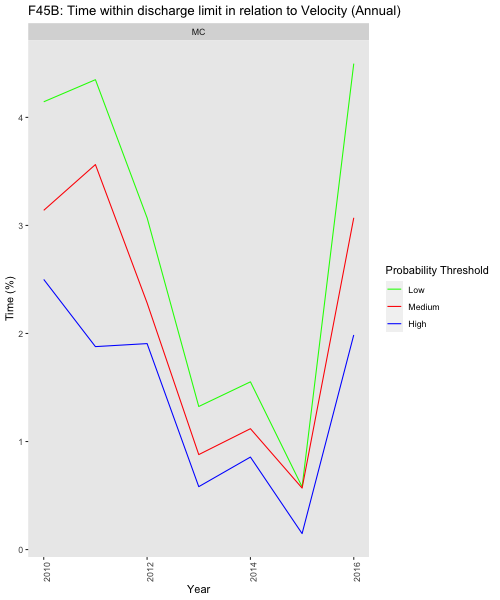 F45B: Time within discharge limit in relation to Velocity (Annual)
MC
4
3
2
1
0
Time (%)
2010
2012
2014
2016
Year
Probability Threshold
Low
Medium
High